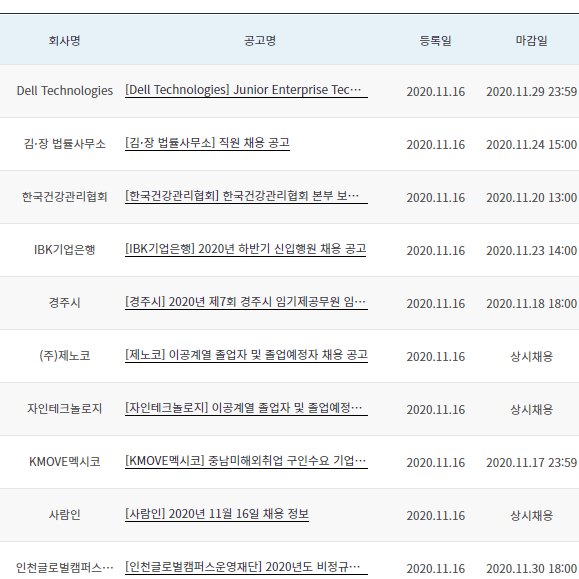 회사명 공고명 등록일 마감일
Dell Technologies [Dell Technologies] Junior Enterprise Tec… 2020.11.16 2020.11.29 23:59
김·장 법률사무소 [김·장 법률사무소] 직원 채용 공고 2020.11.16 2020.11.24 15:00
한국건강관리협회 [한국건강관리협회] 한국건강관리협회 본부 보… 2020.11.16 2020.11.20 13:00
IBK기업은행 [IBK기업은행] 2020년 하반기 신입행원 채용 공고 2020.11.16 2020.11.23 14:00
경주시 [경주시] 2020년 제7회 경주시 임기제공무원 임… 2020.11.16 2020.11.18 18:00
(주)제노코 [제노코] 이공계열 졸업자 및 졸업예정자 채용 공고 2020.11.16 상시채용
자인테크놀로지 [자인테크놀로지] 이공계열 졸업자 및 졸업예정… 2020.11.16 상시채용
KMOVE멕시코 [KMOVE멕시코] 중남미해외취업 구인수요 기업… 2020.11.16 2020.11.17 23:59
사람인 [사람인] 2020년 11월 16일 채용 정보 2020.11.16 상시채용
인천글로벌캠퍼스… [인천글로벌캠퍼스운영재단] 2020년도 비정규… 2020.11.16 2020.11.30 18:00